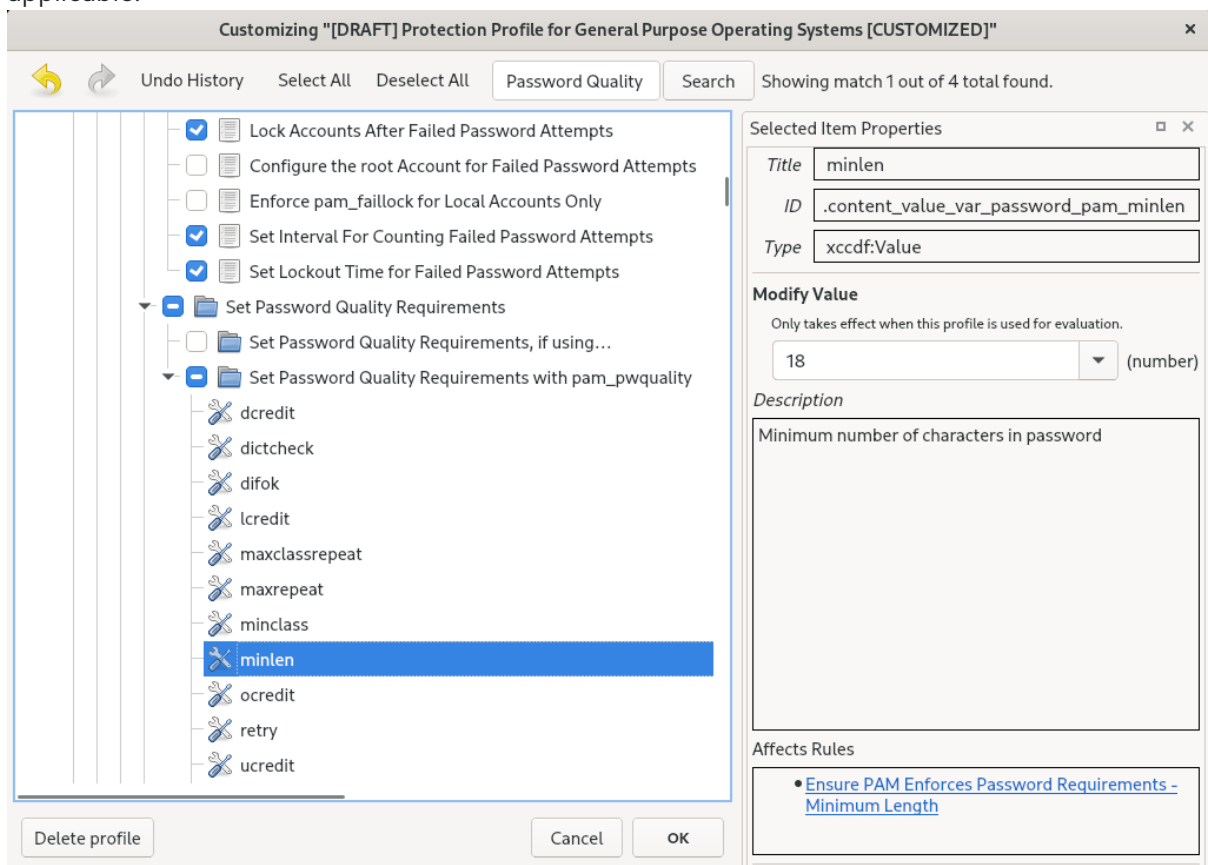 applicable.
Customizing "[DRAFT] Protection Profile for General Purpose Operating Systems [CUSTOMIZED]"
Undo History Select All Deselect All Password Quality Search Showing match 1 out of 4 total found.
Lock Accounts After Failed Password Attempts
Configure the root Account for Failed Password Attempts
Enforce pam_faillock for Local Accounts Only
Set Interval For Counting Failed Password Attempts
Set Lockout Time for Failed Password Attempts
Set Password Quality Requirements
Set Password Quality Requirements, if using...
Set Password Quality Requirements with pam_pwquality
dcredit
dictcheck
difok
lcredit
maxclassrepeat
maxrepeat
minclass
minlen
ocredit
retry
ucredit
Delete profile Cancel OK
Selected Item Properties
Title minlen
ID .content_value_var_password_pam_minlen
Type xccdf:Value
Modify Value
Only takes effect when this profile is used for evaluation.
18 (number)
Description
Minimum number of characters in password
Affects Rules
Ensure PAM Enforces Password Requirements -
Minimum Length